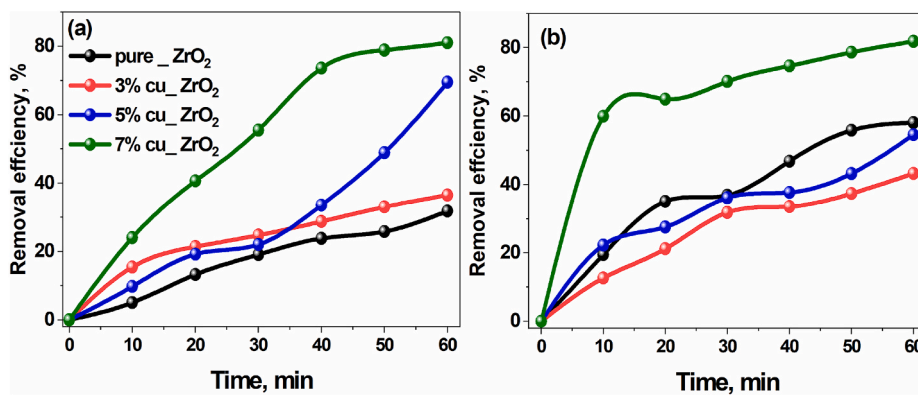 (a)
Removal effciency, %
80
60
40
20
0
pure _ ZrO₂
3% cu_ ZrO₂
5% cu_ ZrO₂
7% cu_ ZrO₂
0 10 20 30 40 50 60
Time, min
(b)
Removal efficiency, %
80
60
40
20
0
0 10 20 30 40 50 60
Time, min